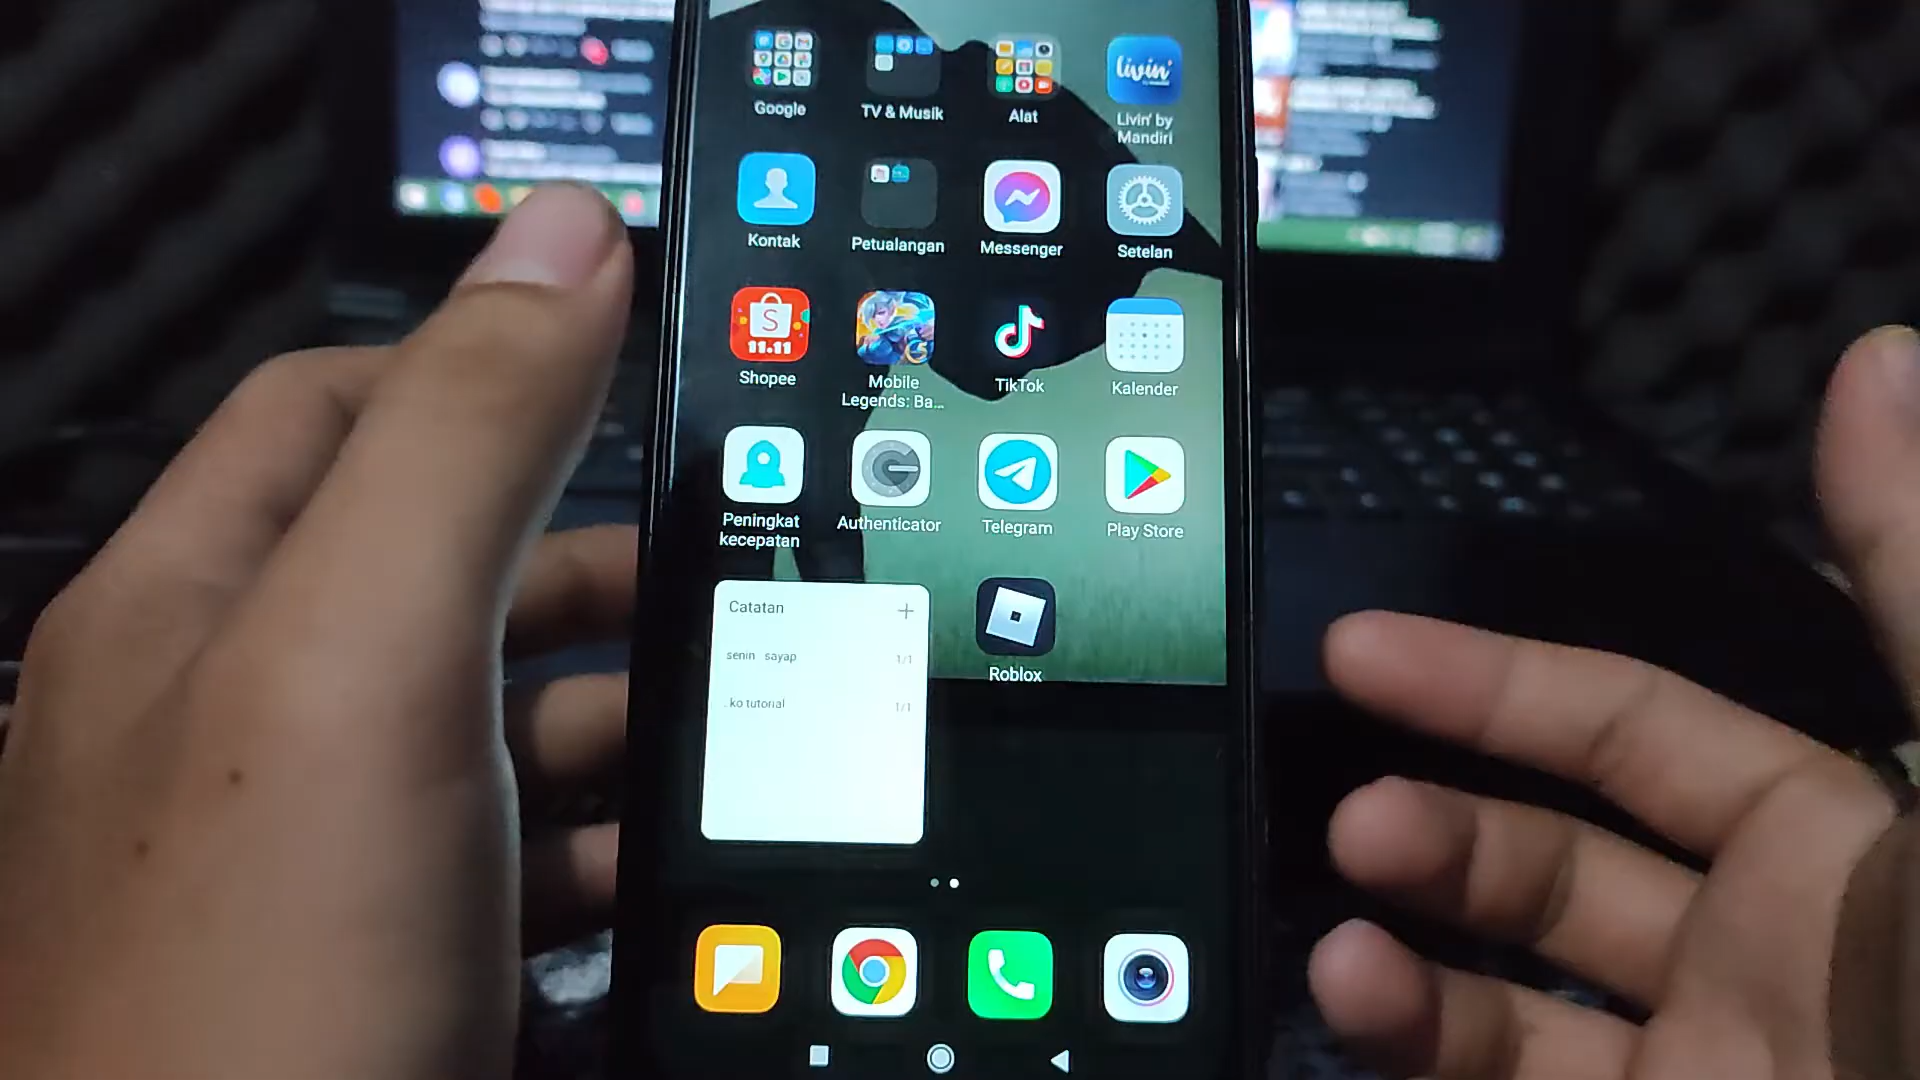 Google
TV & Musik
Alat
livin'
Livin' by
Mandiri
Kontak
Petualangan
Messenger
Setelan
S
11.11
Shopee
Mobile
Legends: Ba...
TikTok
Kalender
Peningkat
kecepatan
Authenticator
Telegram
Play Store
Catatan
senin sayap 1/1
. ko tutorial 1/1
Roblox